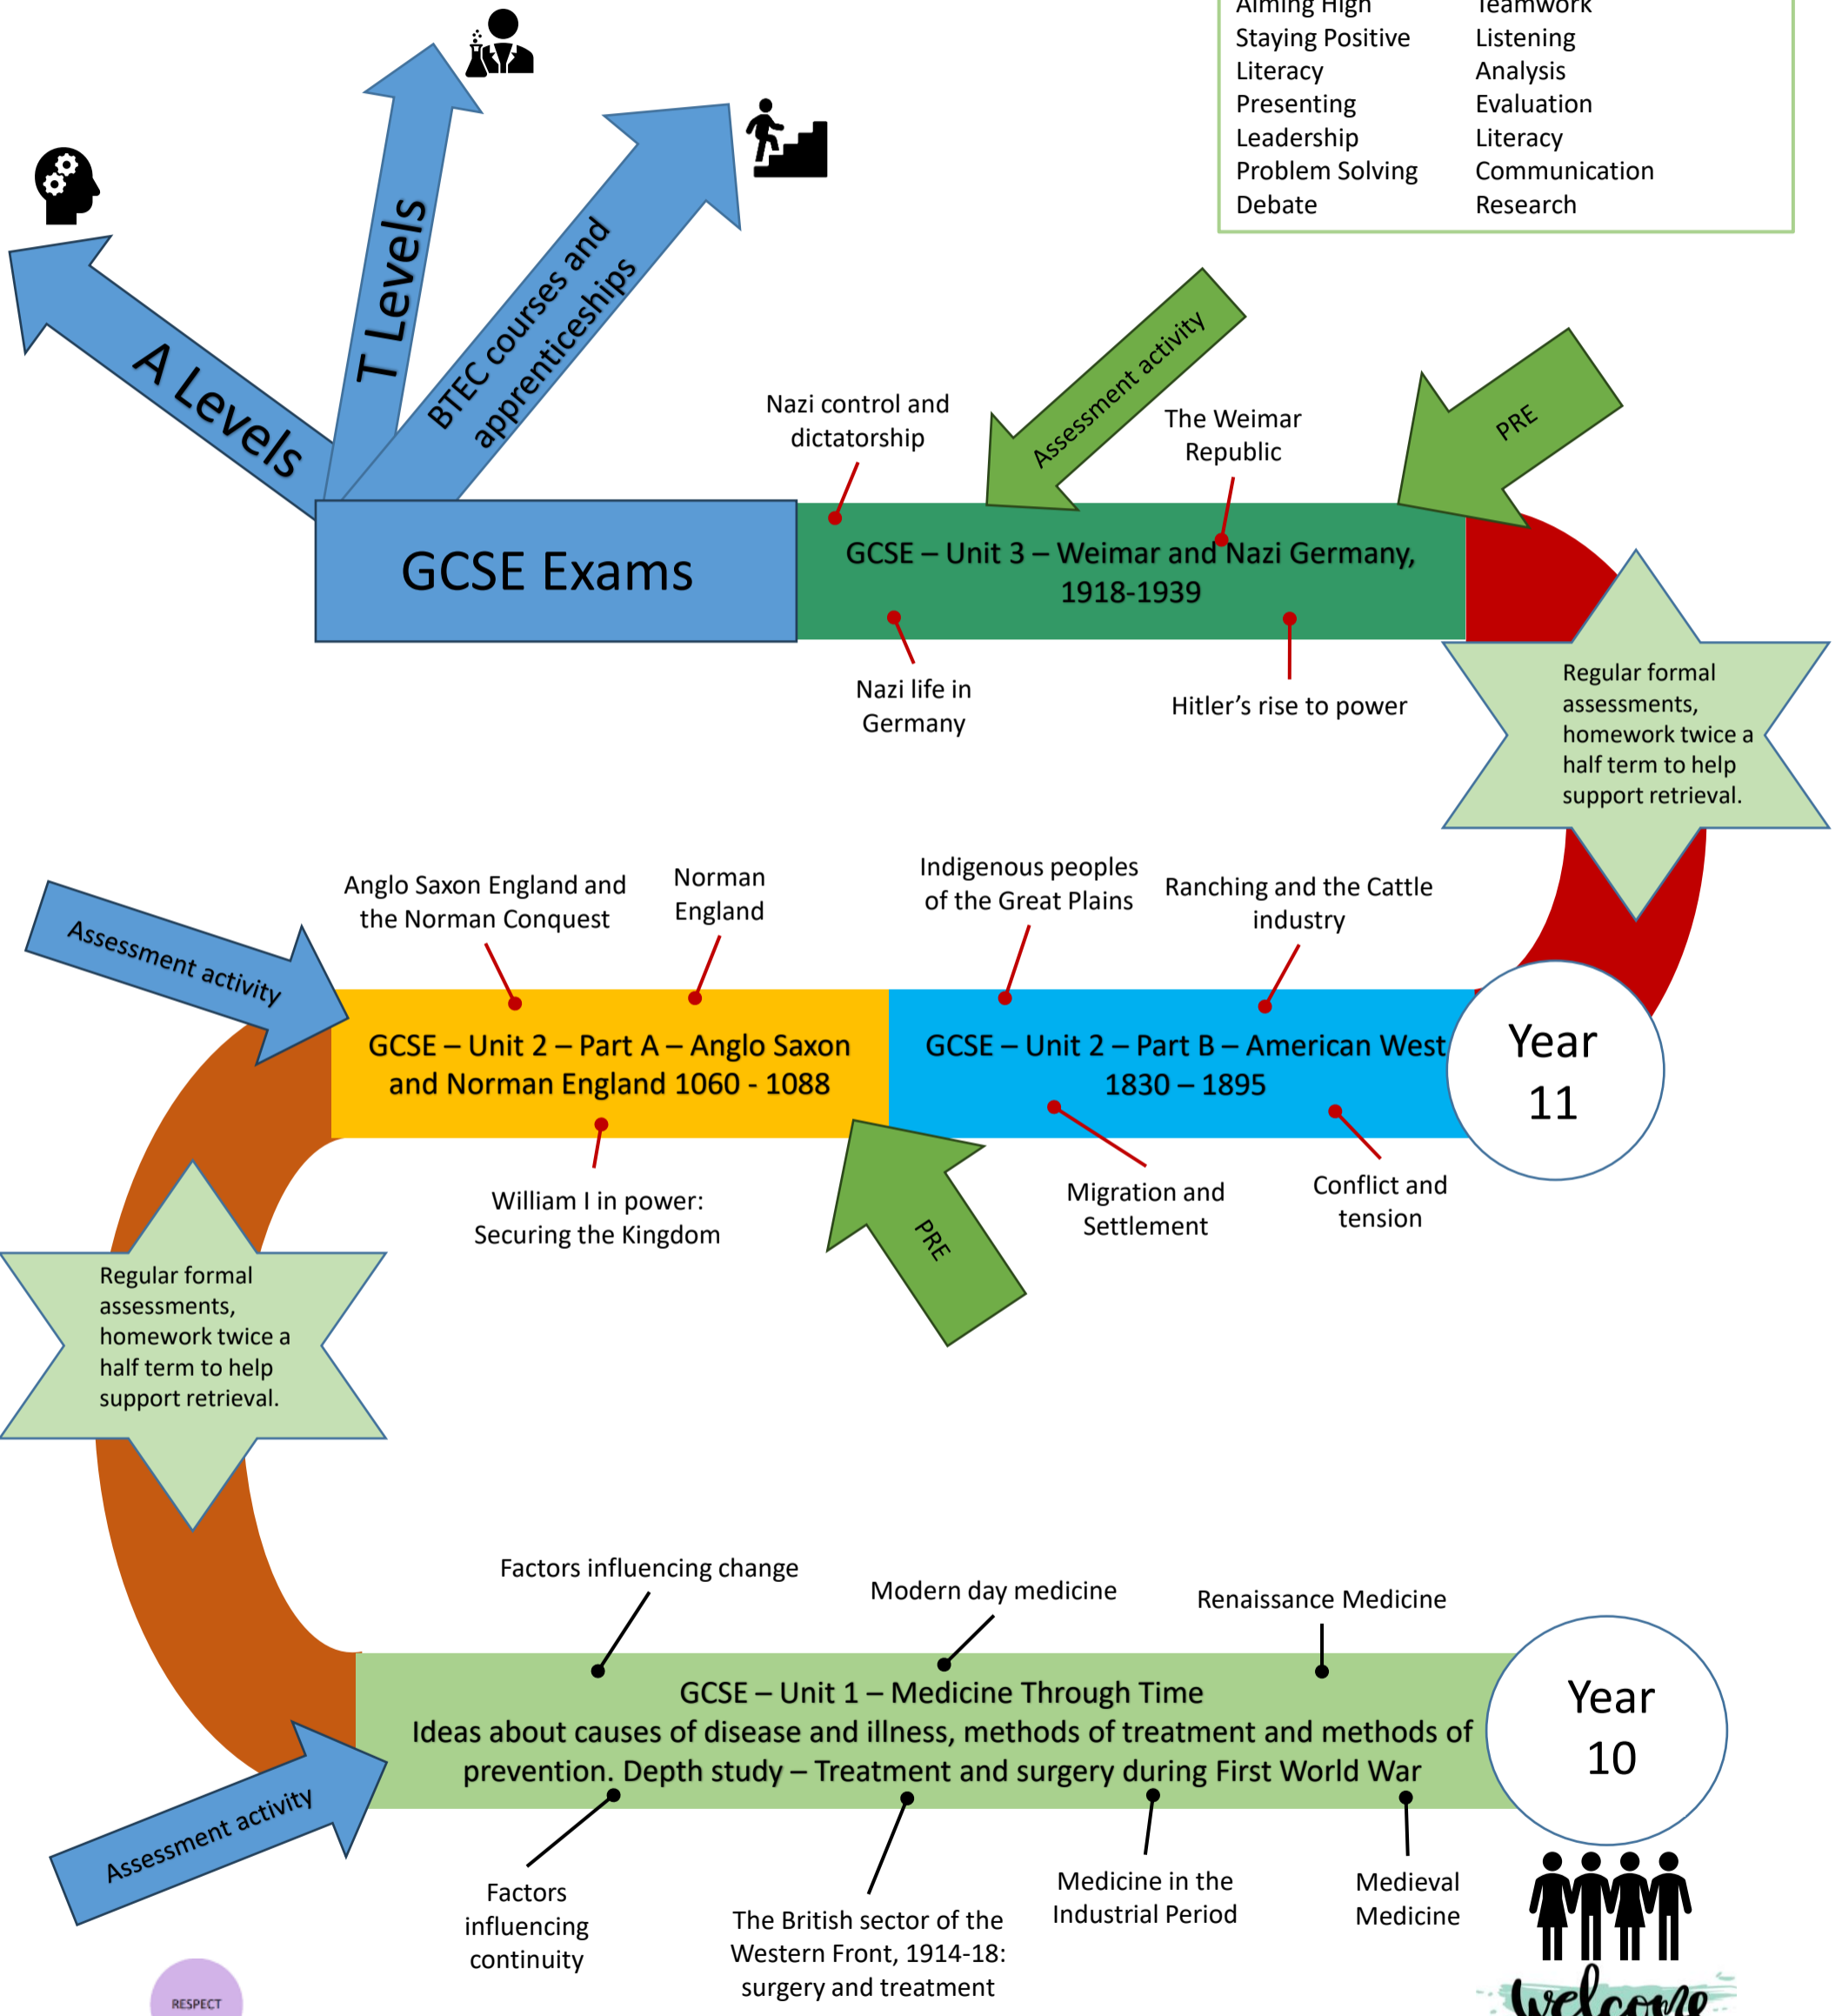 Aiming High
Teamwork
Staying Positive
Listening
Literacy
Analysis
Presenting
Evaluation
Leadership
Literacy
Problem Solving
Communication
Debate
Research
A Levels
T Levels
BTEC courses and
apprenticeships
Nazi control and
dictatorship
Assessment activity
The Weimar
Republic
PRE
GCSE Exams
GCSE – Unit 3 – Weimar and Nazi Germany,
1918-1939
Nazi life in
Germany
Hitler’s rise to power
Regular formal
assessments,
homework twice a
half term to help
support retrieval.
Assessment activity
Anglo Saxon England and
the Norman Conquest
Norman
England
Indigenous peoples
of the Great Plains
Ranching and the Cattle
industry
GCSE – Unit 2 – Part A – Anglo Saxon
and Norman England 1060 - 1088
GCSE – Unit 2 – Part B – American West
1830 – 1895
Year
11
William I in power:
Securing the Kingdom
PRE
Migration and
Settlement
Conflict and
tension
Regular formal
assessments,
homework twice a
half term to help
support retrieval.
Factors influencing change
Modern day medicine
Renaissance Medicine
GCSE – Unit 1 – Medicine Through Time
Ideas about causes of disease and illness, methods of treatment and methods of
prevention. Depth study – Treatment and surgery during First World War
Year
10
Assessment activity
Factors
influencing
continuity
The British sector of the
Western Front, 1914-18:
surgery and treatment
Medicine in the
Industrial Period
Medieval
Medicine
RESPECT
welcome